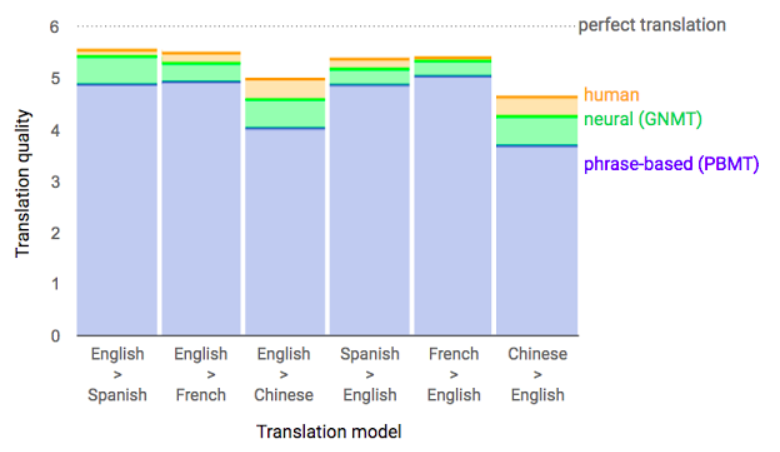 6
perfect translation
5
human
neural (GNMT)
4
phrase-based (PBMT)
3
2
1
0
Translation quality
English > Spanish
English > French
English > Chinese
Spanish > English
French > English
Chinese > English
Translation model